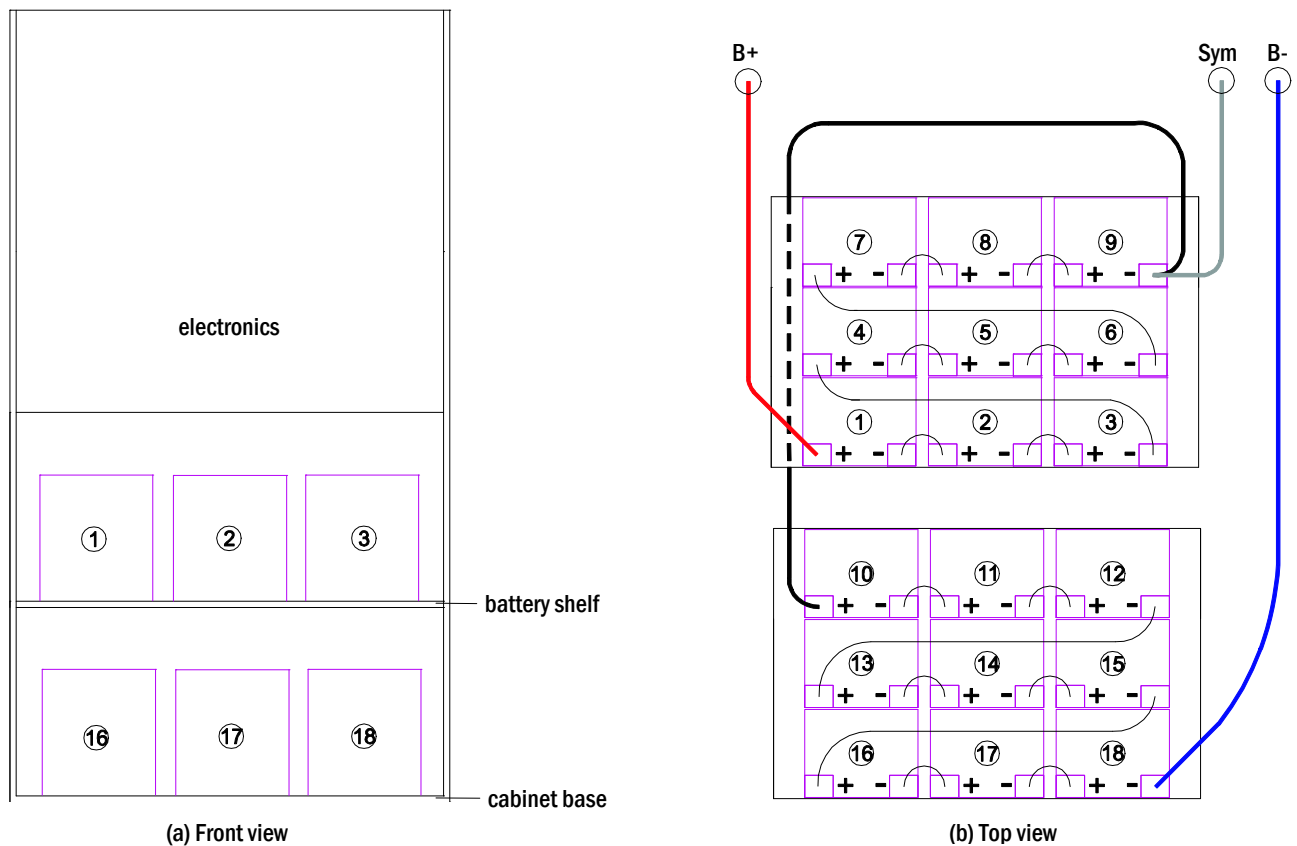 electronics
1 2 3
battery shelf
16 17 18
cabinet base
(a) Front view
B+ Sym B-
7 8 9
+ - + - + -
4 5 6
+ - + - + -
1 2 3
+ - + - + -
10 11 12
+ - + - + -
13 14 15
+ - + - + -
16 17 18
+ - + - + -
(b) Top view